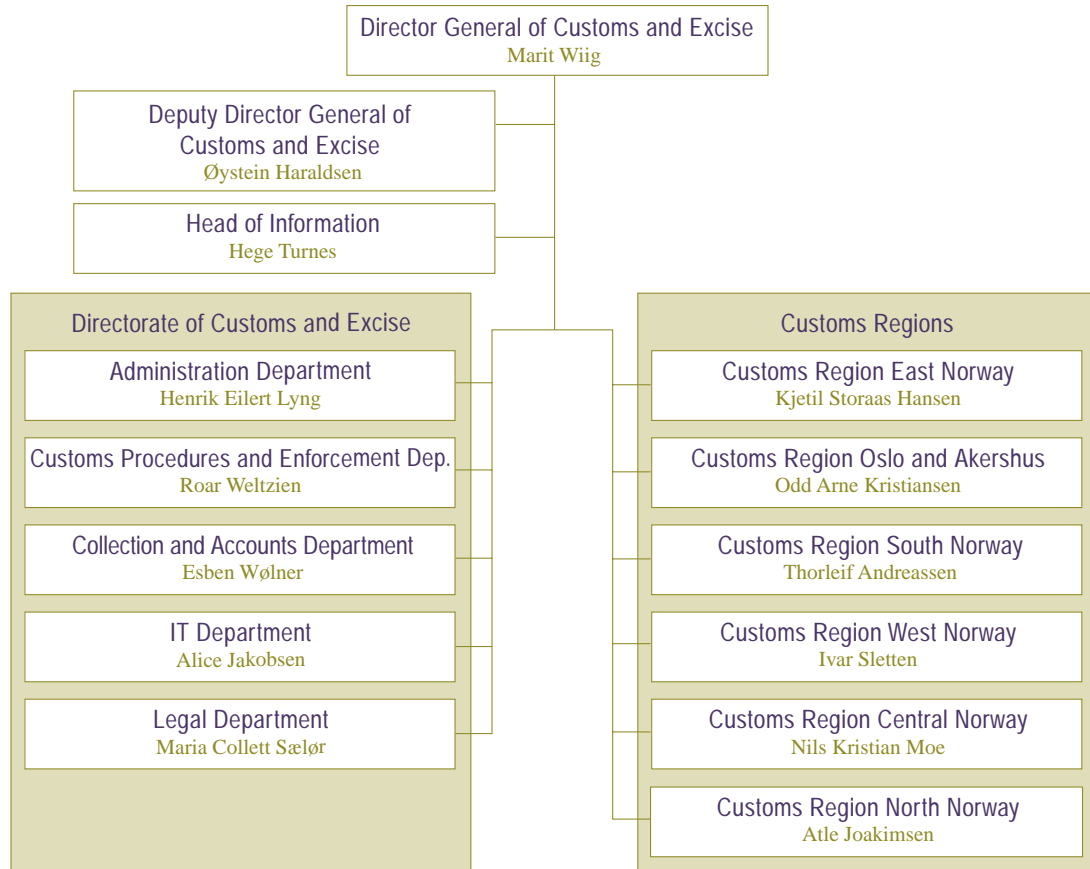 Director General of Customs and Excise
Marit Wiig
Deputy Director General of
Customs and Excise
Øystein Haraldsen
Head of Information
Hege Turnes
Directorate of Customs and Excise
Administration Department
Henrik Eilert Lyng
Customs Procedures and Enforcement Dep.
Roar Weltzien
Collection and Accounts Department
Esben Wølner
IT Department
Alice Jakobsen
Legal Department
Maria Collett Sælør
Customs Regions
Customs Region East Norway
Kjetil Storaas Hansen
Customs Region Oslo and Akershus
Odd Arne Kristiansen
Customs Region South Norway
Thorleif Andreassen
Customs Region West Norway
Ivar Sletten
Customs Region Central Norway
Nils Kristian Moe
Customs Region North Norway
Atle Joakimsen